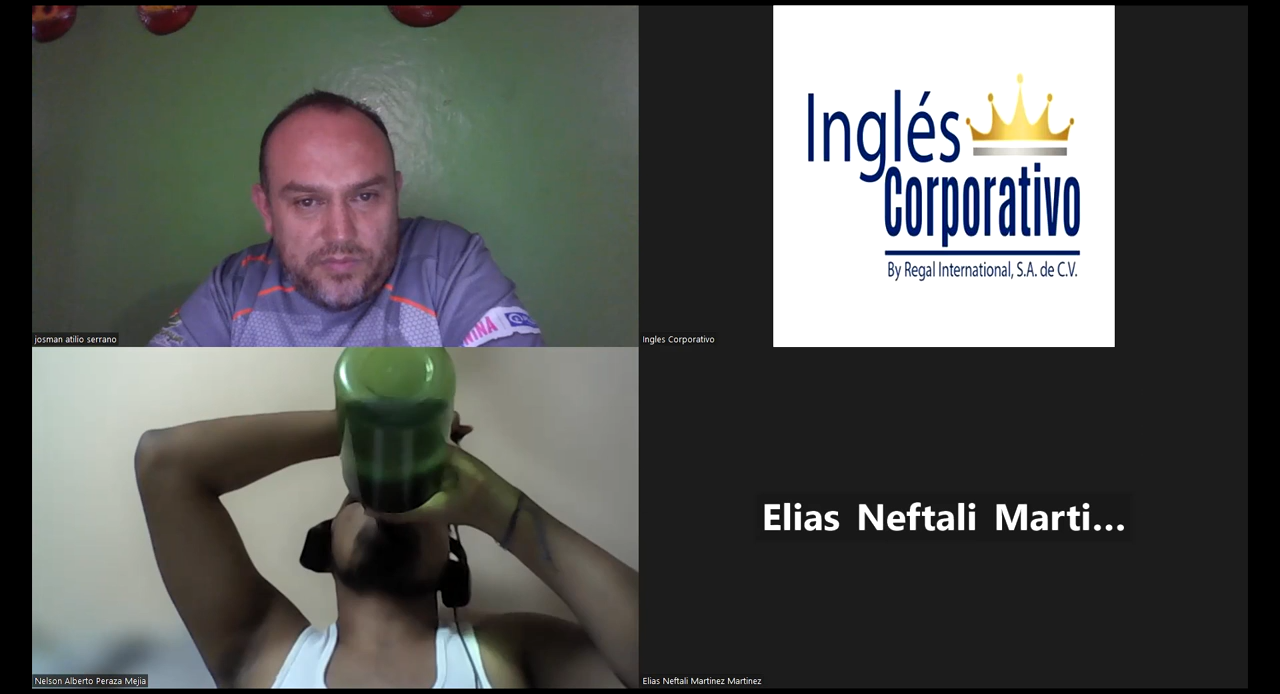 Inglés
Corporativo
By Regal International, S.A. de C.V.
josman atilio serrano
Ingles Corporativo
Elias Neftali Marti...
Nelson Alberto Peraza Mejia
Elias Neftali Martinez Martinez